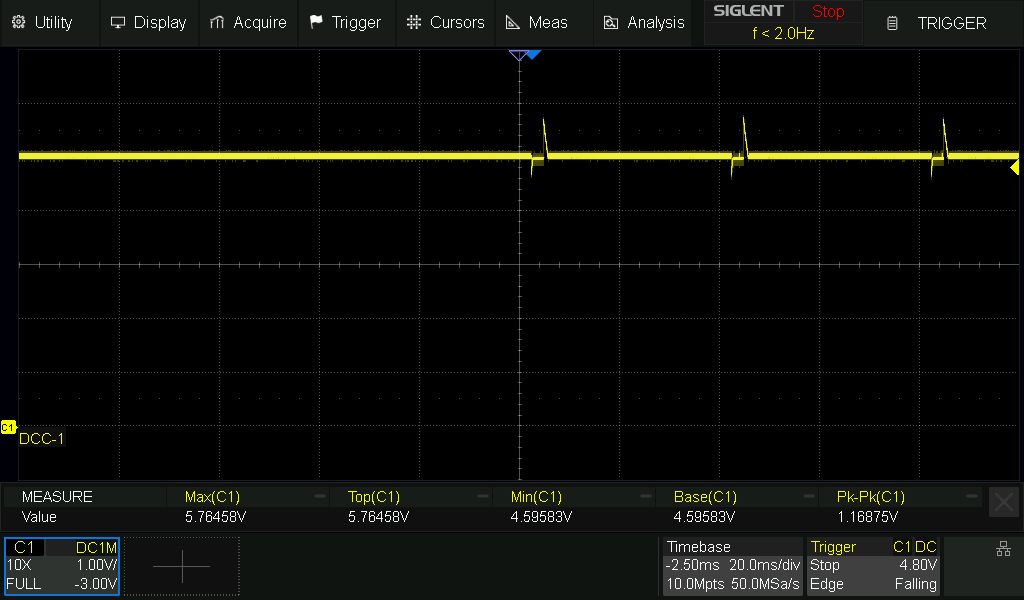 Utility Display Acquire Trigger Cursors Meas Analysis SIGLENT Stop TRIGGER
f < 2.0Hz
C1
DCC-1
MEASURE Max(C1) Top(C1) Min(C1) Base(C1) Pk-Pk(C1)
Value 5.76458V 5.76458V 4.59583V 4.59583V 1.16875V
C1 DC1M
10X 1.00V/
FULL -3.00V
Timebase
-2.50ms 20.0ms/div
10.0Mpts 50.0MSa/s
Trigger C1 DC
Stop 4.80V
Edge Falling